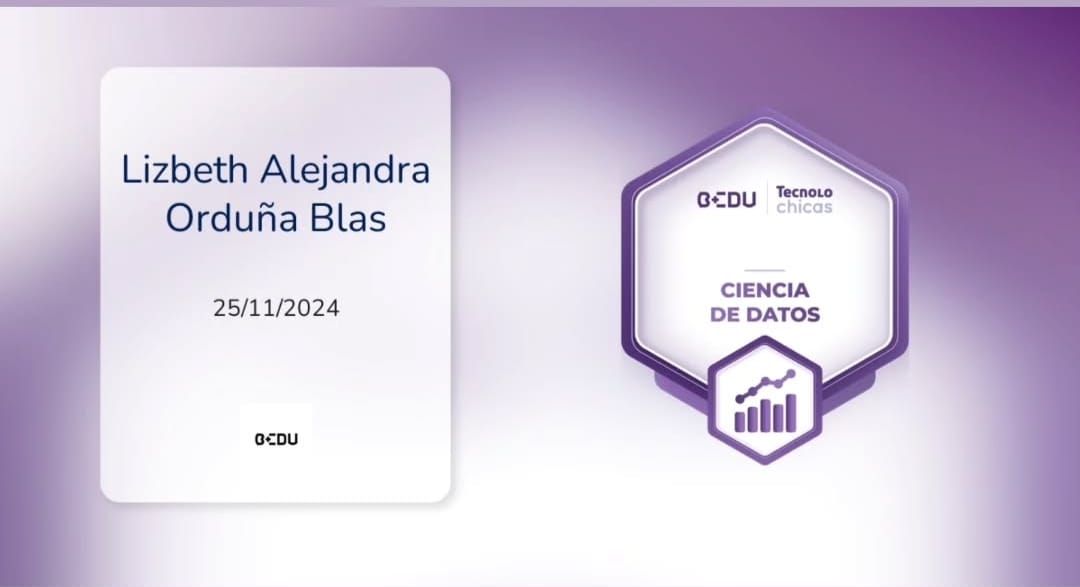 Lizbeth Alejandra
Orduña Blas
25/11/2024
BEDU
BEDU
TECNOLO
chicas
CIENCIA
DE DATOS